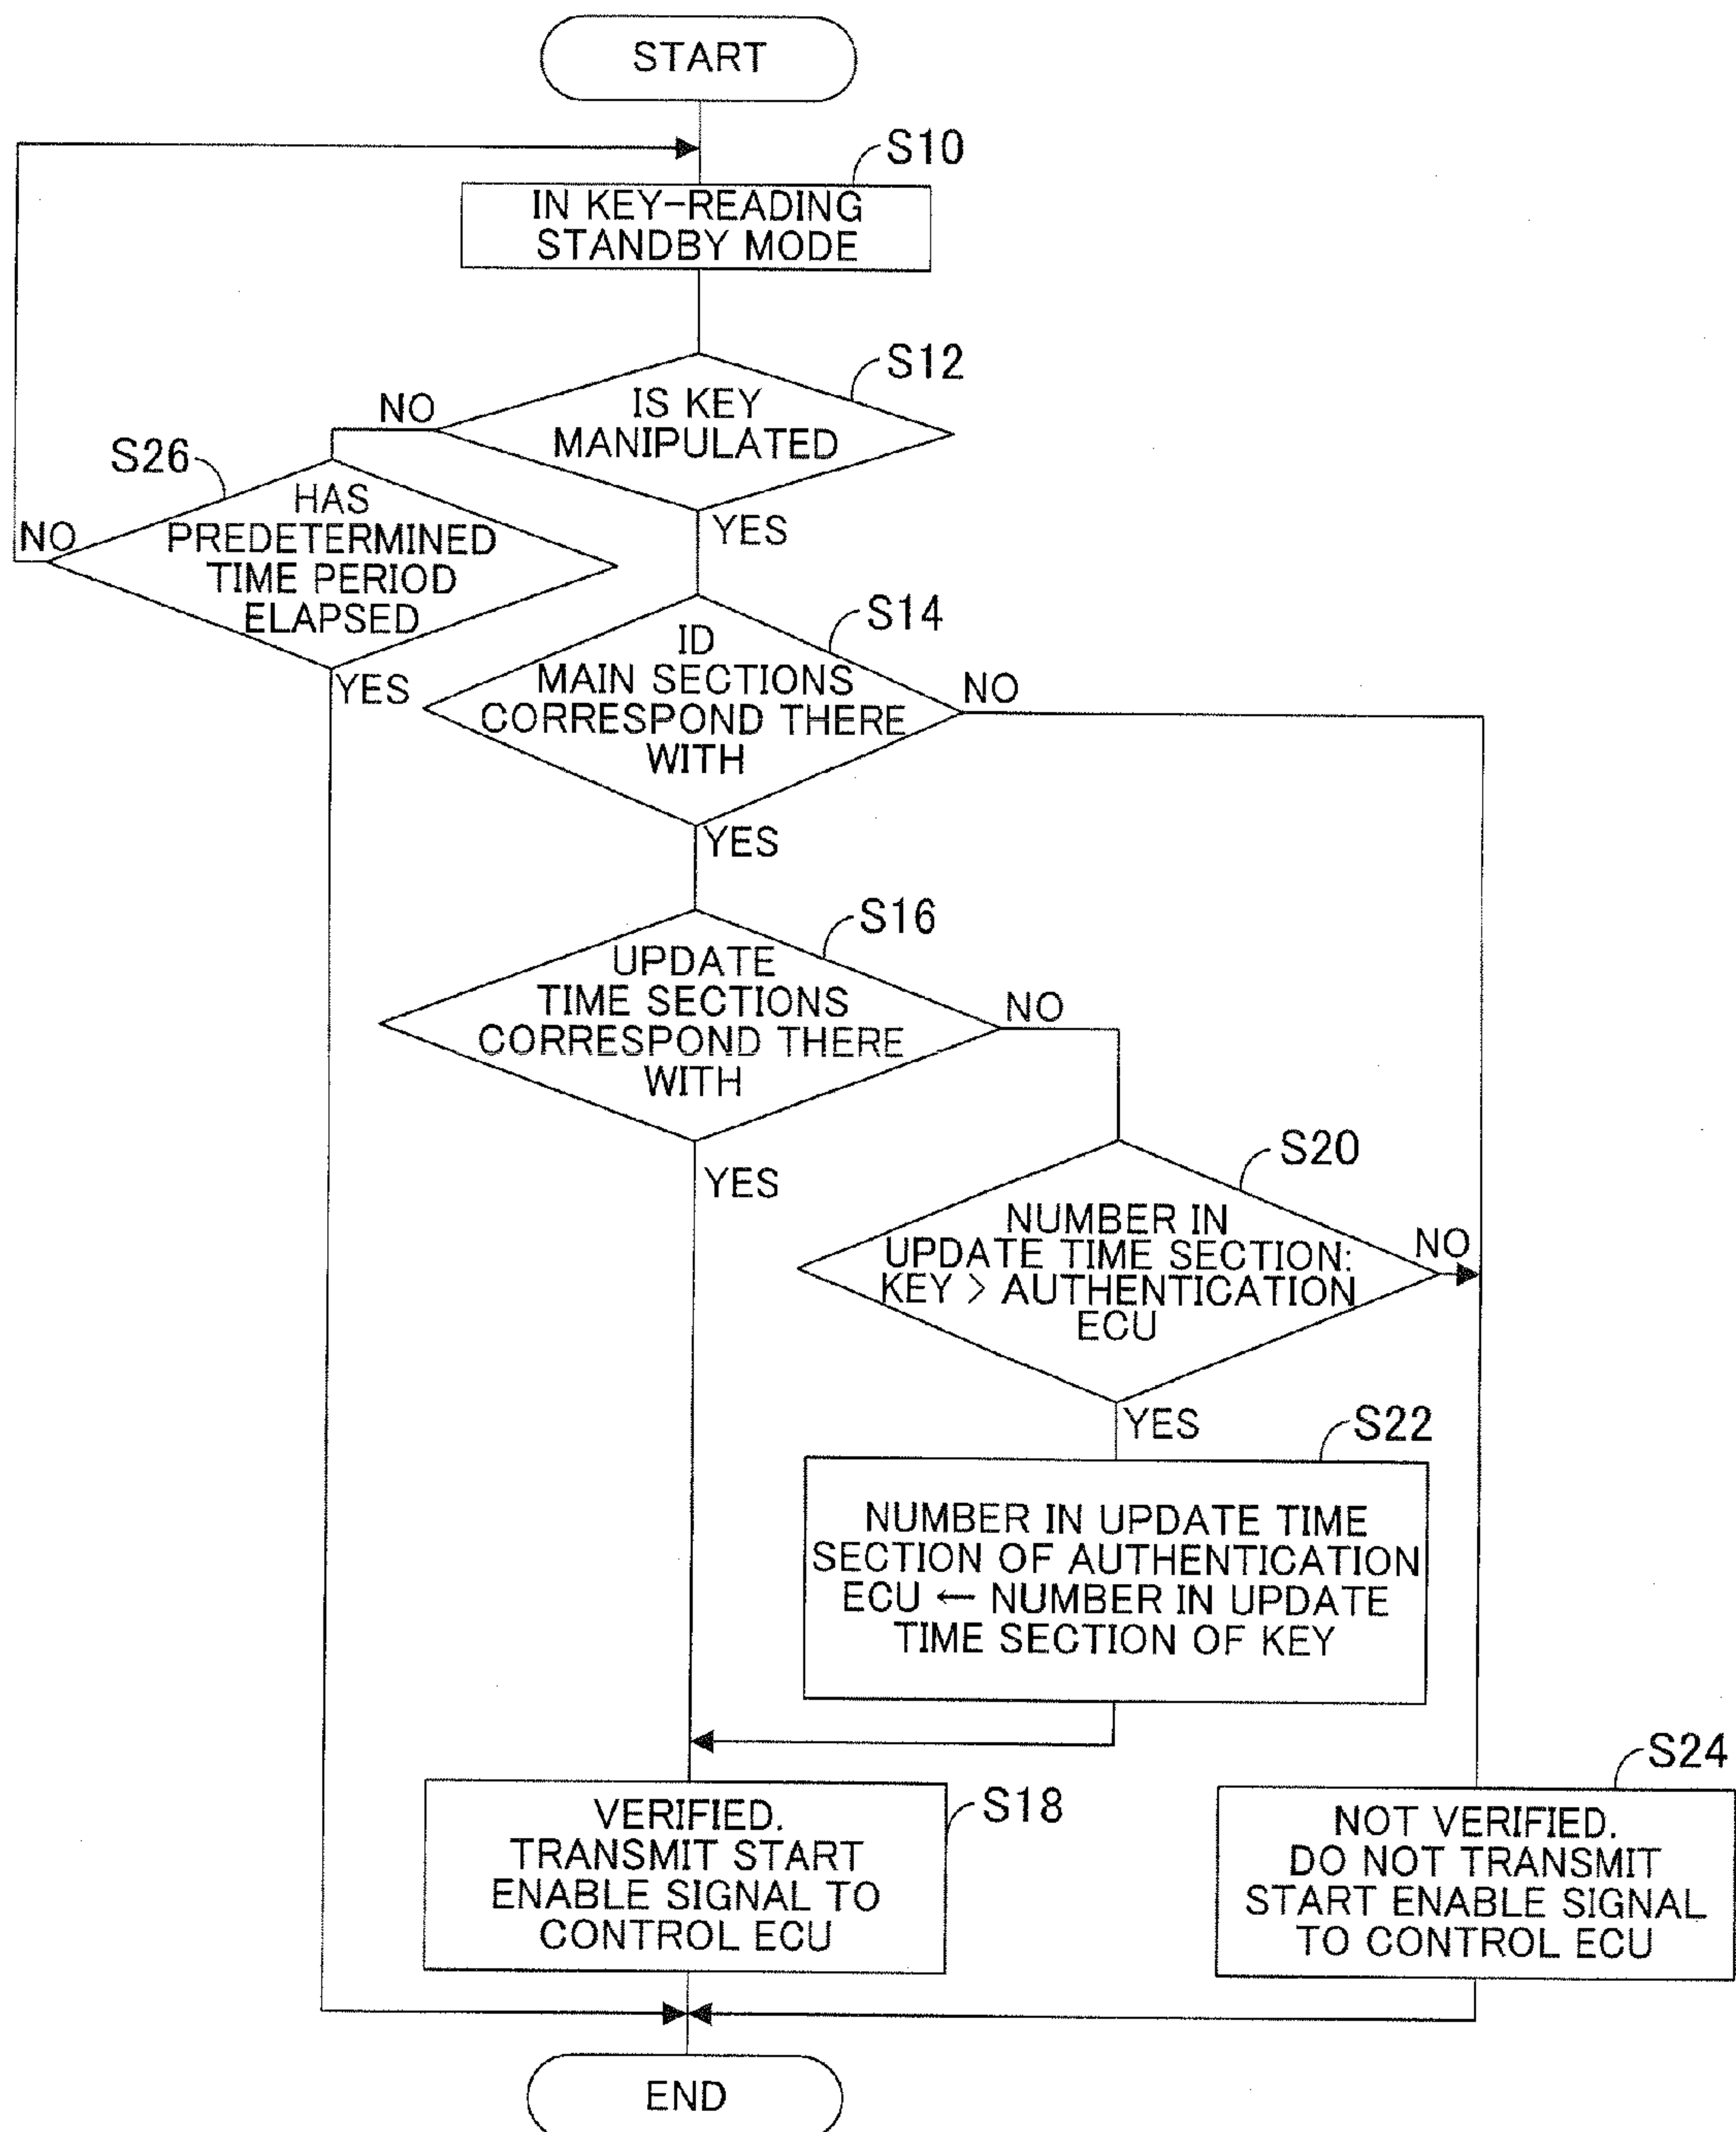 START
S10
IN KEY-READING
STANDBY MODE
S12
IS KEY
MANIPULATED
NO
YES
S26
HAS
PREDETERMINED
TIME PERIOD
ELAPSED
NO
YES
S14
ID
MAIN SECTIONS
CORRESPOND THERE
WITH
NO
YES
S16
UPDATE
TIME SECTIONS
CORRESPOND THERE
WITH
NO
YES
S20
NUMBER IN
UPDATE TIME SECTION:
KEY > AUTHENTICATION
ECU
NO
YES
S22
NUMBER IN UPDATE TIME
SECTION OF AUTHENTICATION
ECU ← NUMBER IN UPDATE
TIME SECTION OF KEY
S18
VERIFIED.
TRANSMIT START
ENABLE SIGNAL TO
CONTROL ECU
S24
NOT VERIFIED.
DO NOT TRANSMIT
START ENABLE SIGNAL
TO CONTROL ECU
END